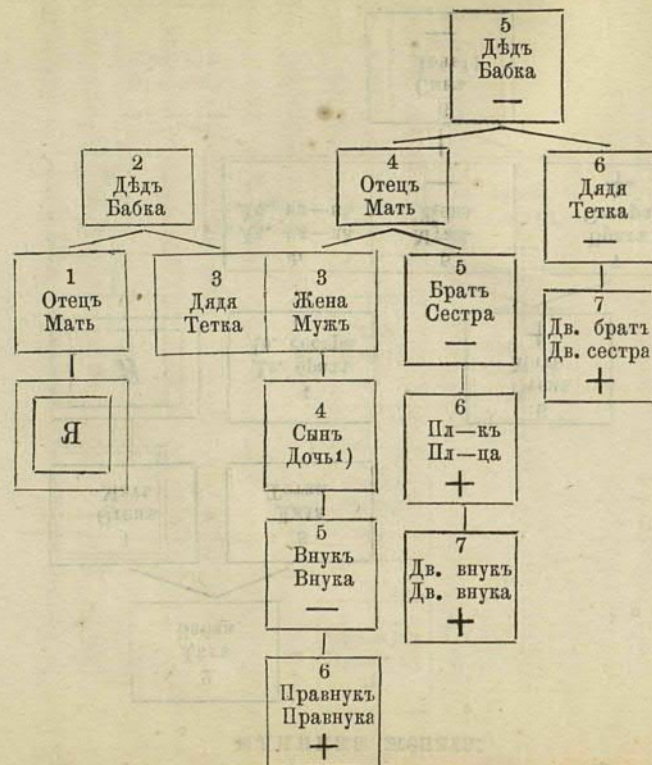 5
Дѣдъ
Бабка
—
2
Дѣдъ
Бабка
4
Отецъ
Мать
6
Дядя
Тетка
—
1
Отецъ
Мать
3
Дядя
Тетка
3
Жена
Мужъ
5
Братъ
Сестра
—
7
Дв. братъ
Дв. сестра
+
Я
4
Сынъ
Дочь1)
6
Пл—къ
Пл—ца
+
5
Внукъ
Внука
—
7
Дв. внукъ
Дв. внука
+
6
Правнукъ
Правнука
+